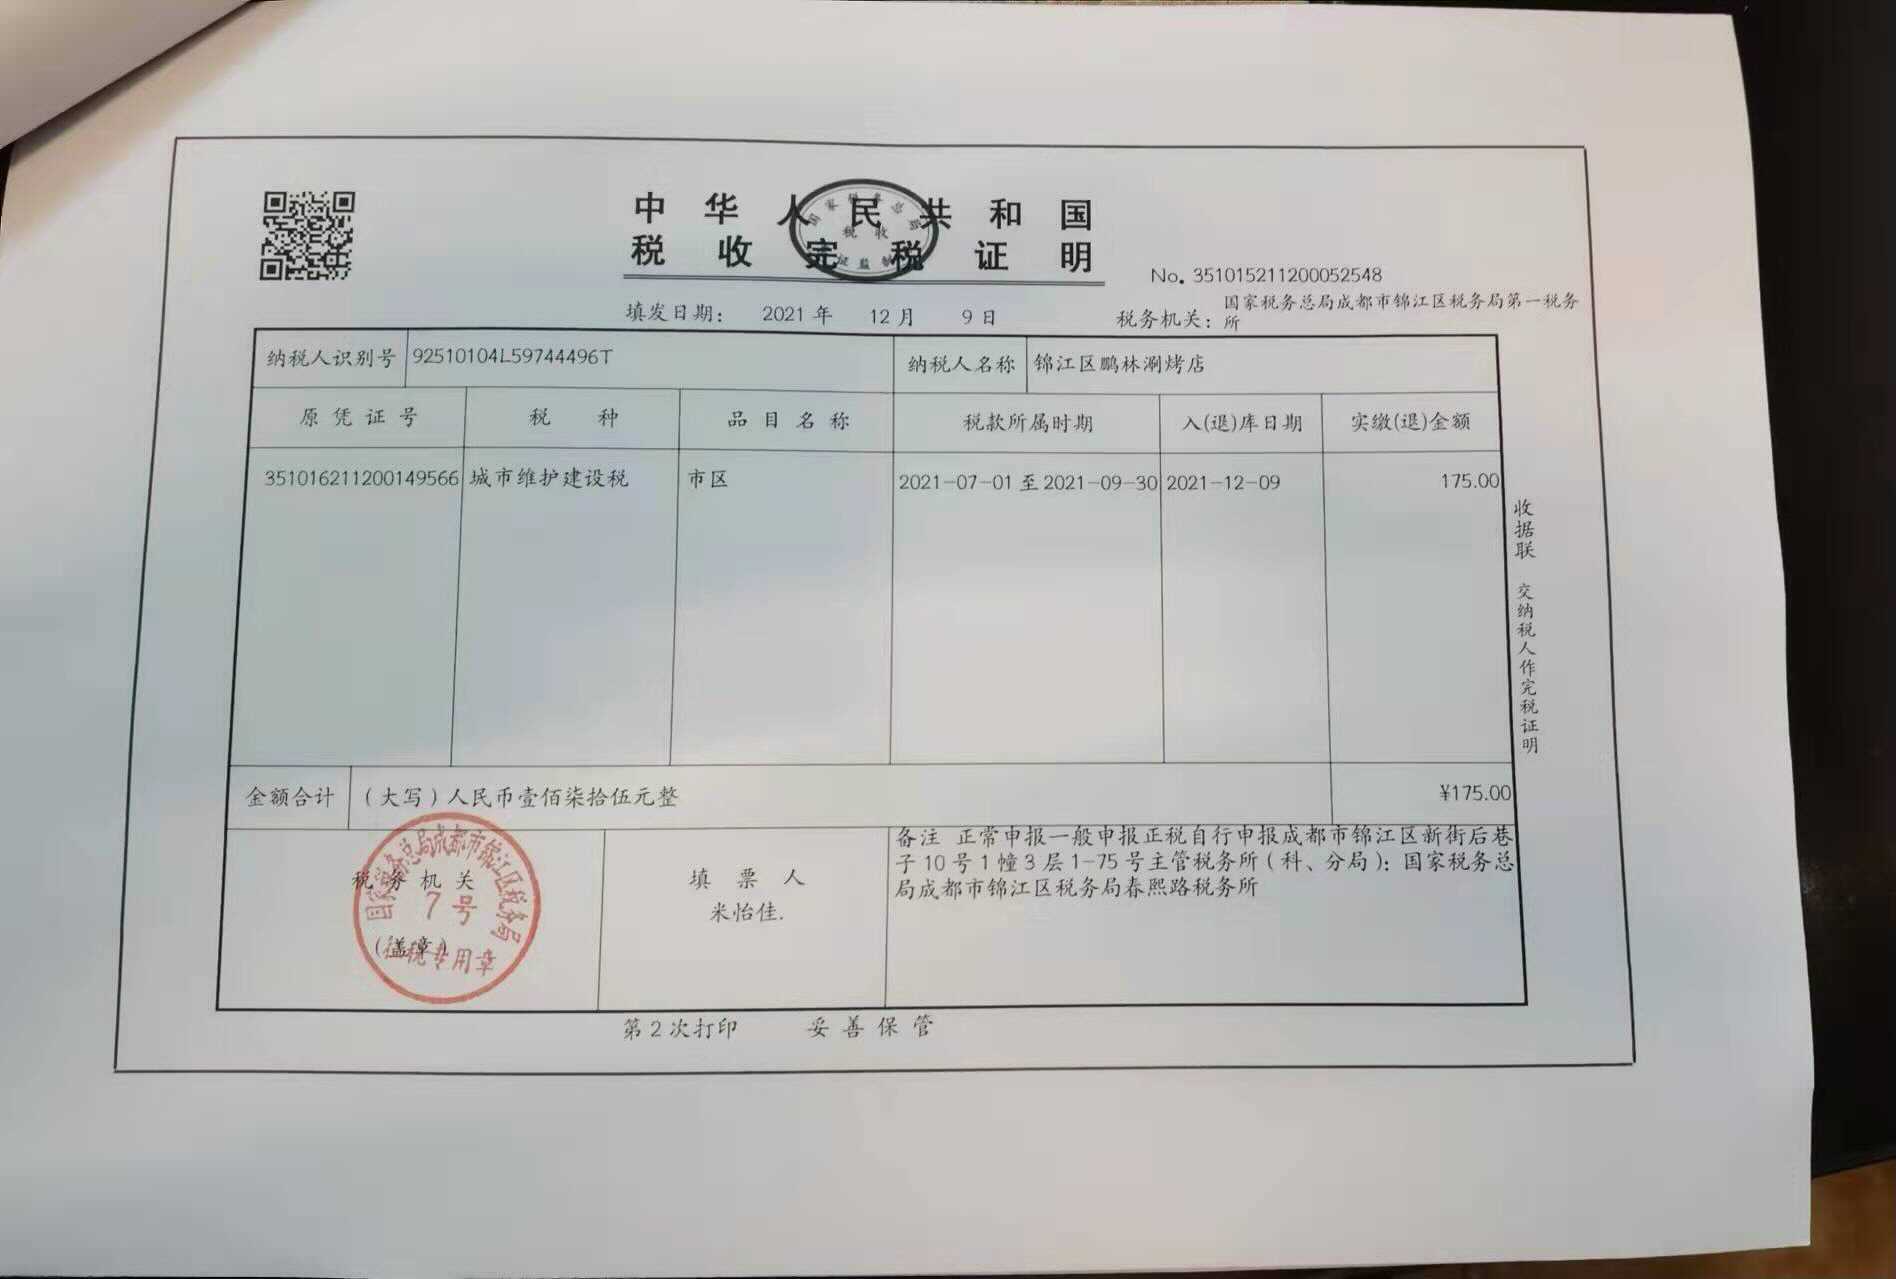 中华人民共和国
税收完税证明
国家税务总局
税收
监制
No. 351015211200052548
填发日期： 2021 年 12 月 9 日
税务机关： 国家税务总局成都市锦江区税务局第一税务
所
纳税人识别号 92510104L59744496T 纳税人名称 锦江区鹏林涮烤店
原凭证号 税种 品目名称 税款所属时期 入(退)库日期 实缴(退)金额
351016211200149566 城市维护建设税 市区 2021-07-01 至 2021-09-30 2021-12-09 175.00
金额合计 （大写）人民币壹佰柒拾伍元整 ¥175.00
税务机关
（盖章）
国家税务总局成都市锦江区税务局
7号
征税专用章
填票人
米怡佳.
备注 正常申报一般申报正税自行申报成都市锦江区新街后巷
子10号1幢3层1-75号主管税务所（科、分局）：国家税务总
局成都市锦江区税务局春熙路税务所
收据联 交纳税人作完税证明
第2次打印 妥善保管